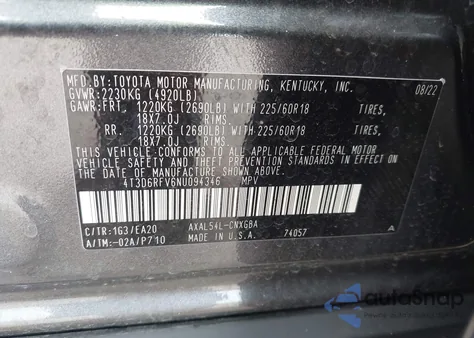 MFD. BY:TOYOTA MOTOR MANUFACTURING, KENTUCKY, INC.
GVWR:2230KG (4920LB) 08/22
GAWR:FRT, 1220KG (2690LB) WITH 225/60R18 TIRES,
18X7.0J RIMS.
RR. 1220KG (2690LB) WITH 225/60R18 TIRES,
18X7.0J RIMS.
THIS VEHICLE CONFORMS TO ALL APPLICABLE FEDERAL MOTOR
VEHICLE SAFETY AND THEFT PREVENTION STANDARDS IN EFFECT ON
THE DATE OF MANUFACTURE SHOWN ABOVE.
4T3D6RFV6NU094346 MPV
C/TR:1G3/EA20 AXAL54L-CNXGBA
A/TM:-02A/P710 MADE IN U.S.A. 74057 A
autoSnap